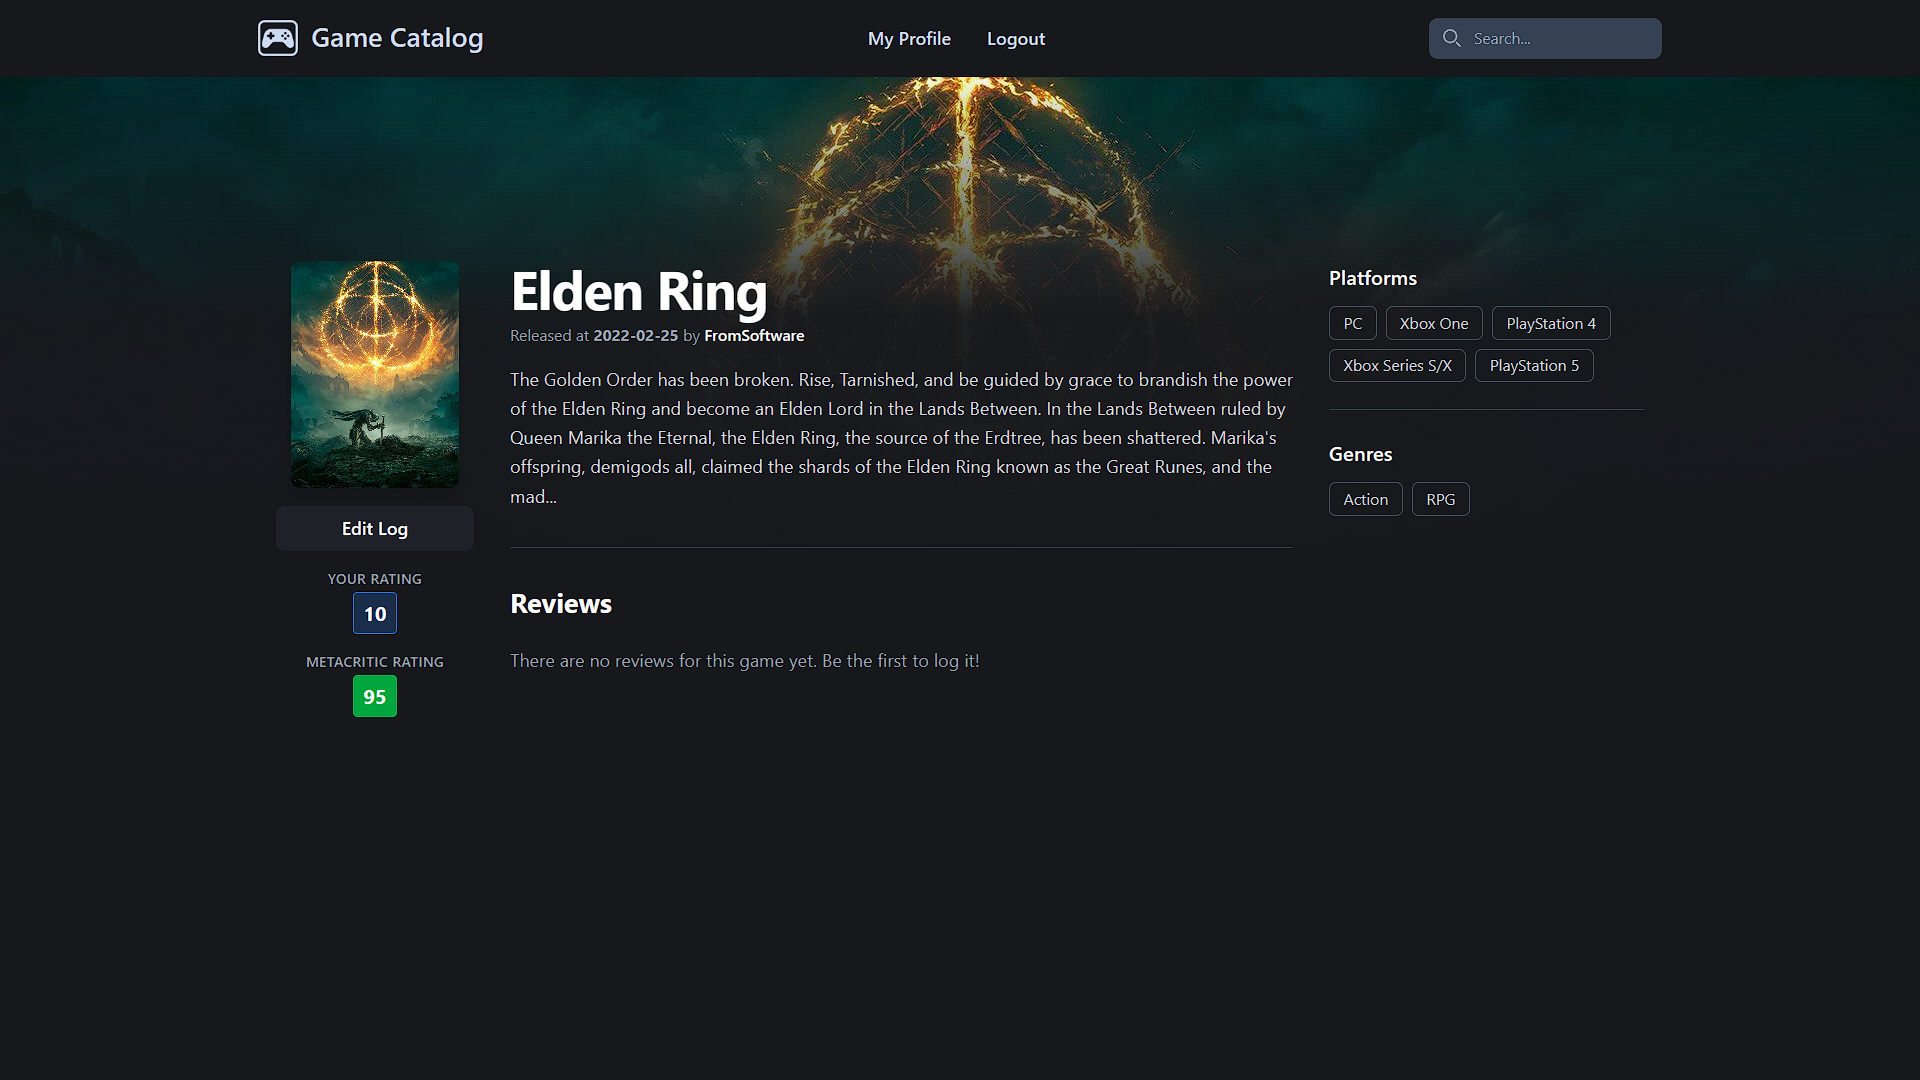 Game Catalog
My Profile
Logout
Search...
Elden Ring
Released at 2022-02-25 by FromSoftware
The Golden Order has been broken. Rise, Tarnished, and be guided by grace to brandish the power
of the Elden Ring and become an Elden Lord in the Lands Between. In the Lands Between ruled by
Queen Marika the Eternal, the Elden Ring, the source of the Erdtree, has been shattered. Marika's
offspring, demigods all, claimed the shards of the Elden Ring known as the Great Runes, and the
mad...
Edit Log
YOUR RATING
10
METACRITIC RATING
95
Reviews
There are no reviews for this game yet. Be the first to log it!
Platforms
PC
Xbox One
PlayStation 4
Xbox Series S/X
PlayStation 5
Genres
Action
RPG